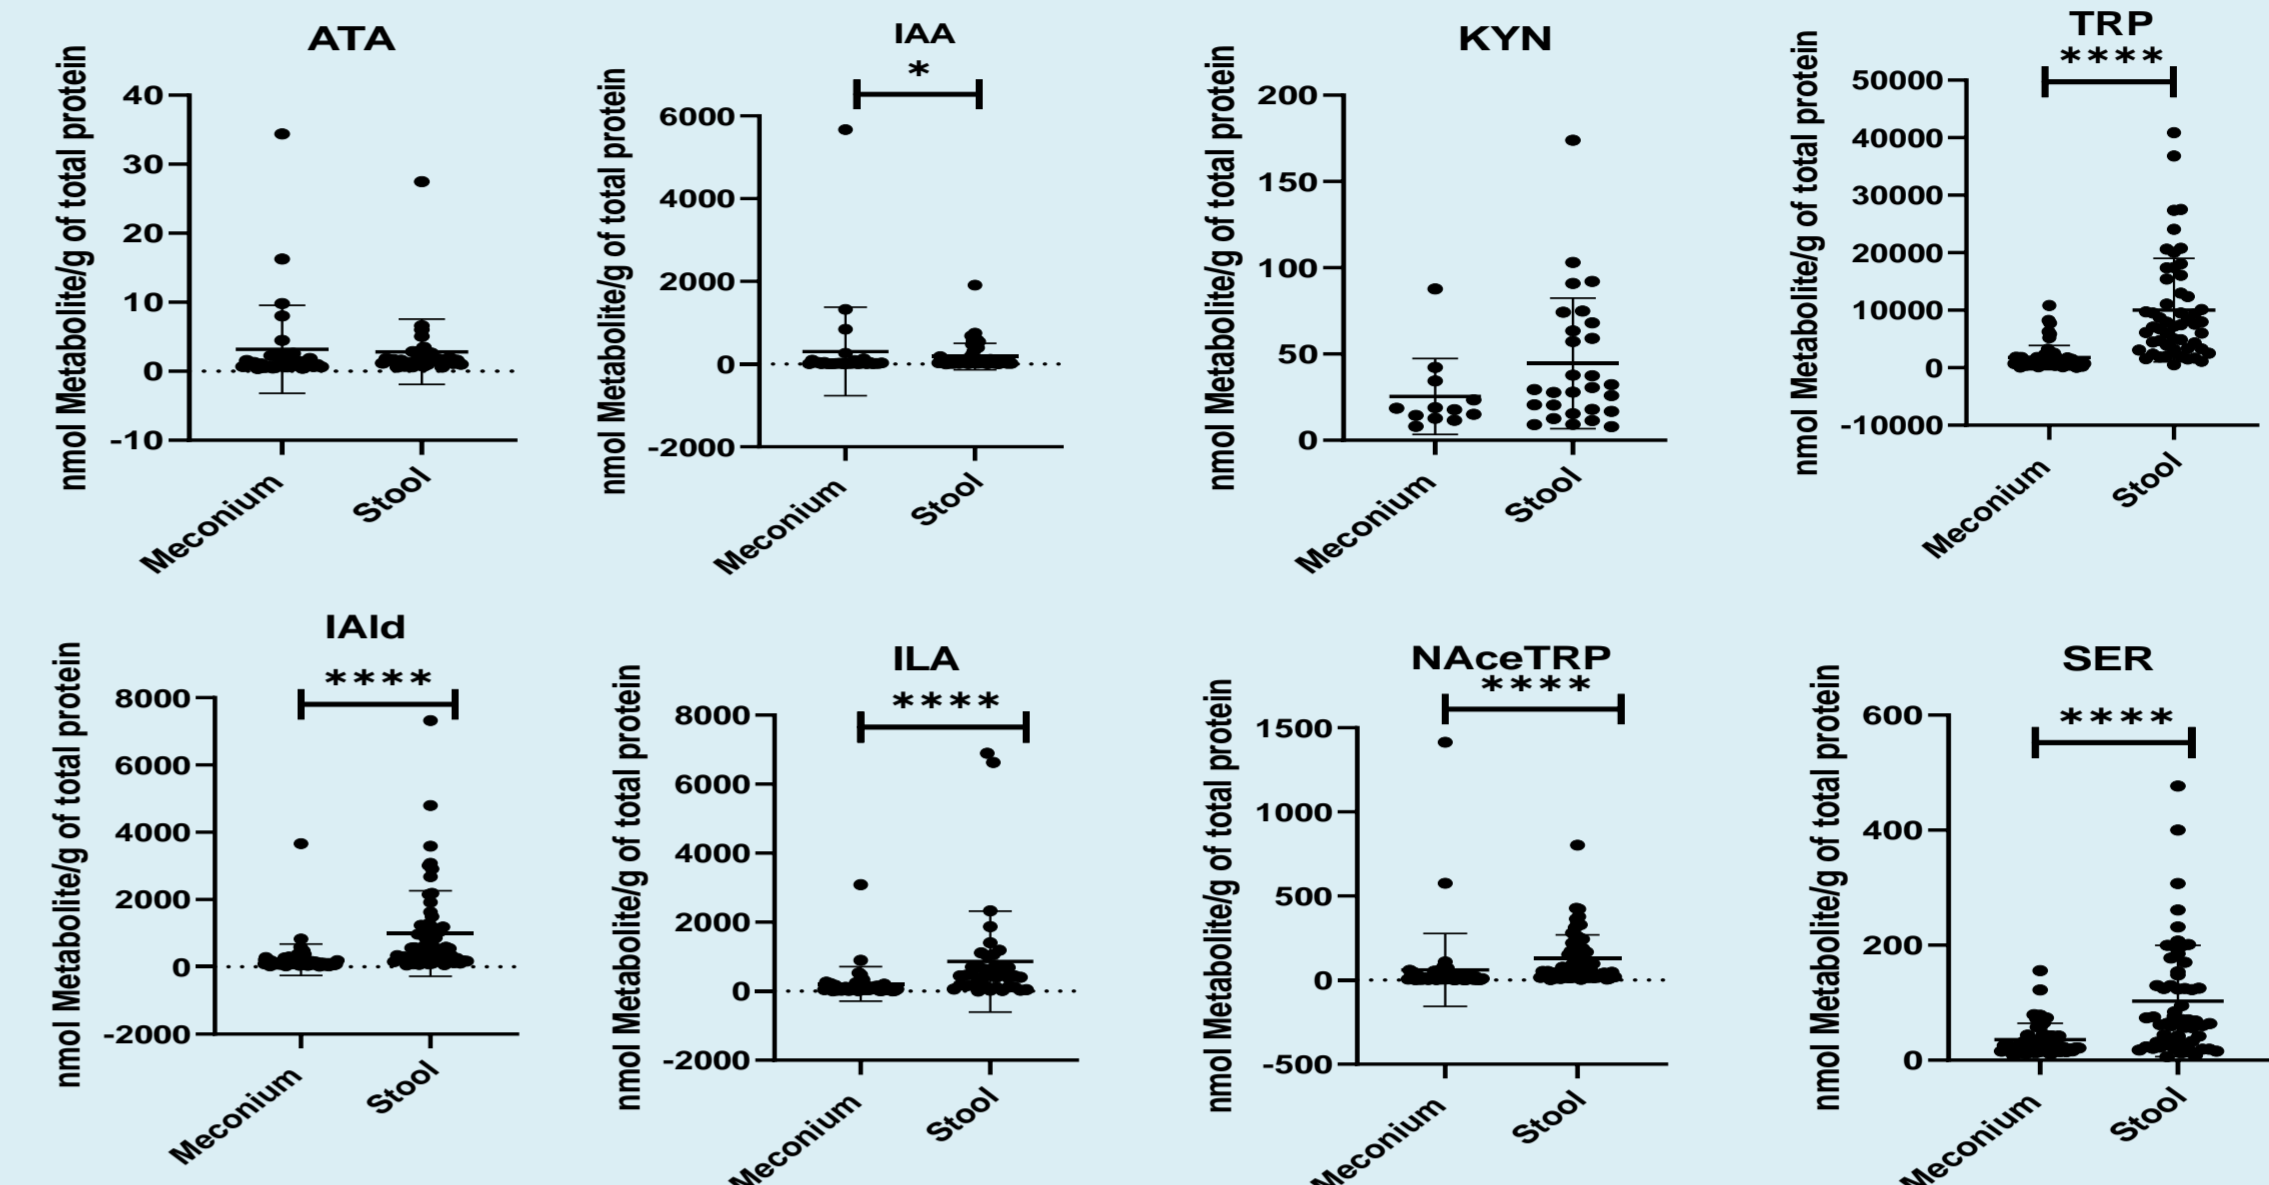 ATA
nmol Metabolite/g of total protein
40
30
20
10
0
-10
Meconium
Stool
IAA
*
nmol Metabolite/g of total protein
6000
4000
2000
0
-2000
Meconium
Stool
KYN
nmol Metabolite/g of total protein
200
150
100
50
0
Meconium
Stool
TRP
****
nmol Metabolite/g of total protein
50000
40000
30000
20000
10000
0
-10000
Meconium
Stool
IAld
****
nmol Metabolite/g of total protein
8000
6000
4000
2000
0
-2000
Meconium
Stool
ILA
****
nmol Metabolite/g of total protein
8000
6000
4000
2000
0
-2000
Meconium
Stool
NAceTRP
****
nmol Metabolite/g of total protein
1500
1000
500
0
-500
Meconium
Stool
SER
****
nmol Metabolite/g of total protein
600
400
200
0
Meconium
Stool